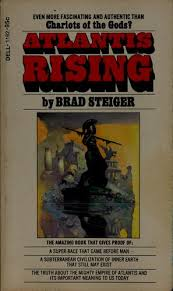 EVEN MORE FASCINATING AND AUTHENTIC THAN
Chariots of the Gods?
ATLANTIS
RISING
by BRAD STEIGER
DELL • 1182 • 95c
THE AMAZING BOOK THAT GIVES PROOF OF:
A SUPER-RACE THAT CAME BEFORE MAN—
A SUBTERRANEAN CIVILIZATION OF INNER EARTH
THAT STILL MAY EXIST
THE TRUTH ABOUT THE MIGHTY EMPIRE OF ATLANTIS AND
ITS IMPORTANT MEANING TO US TODAY